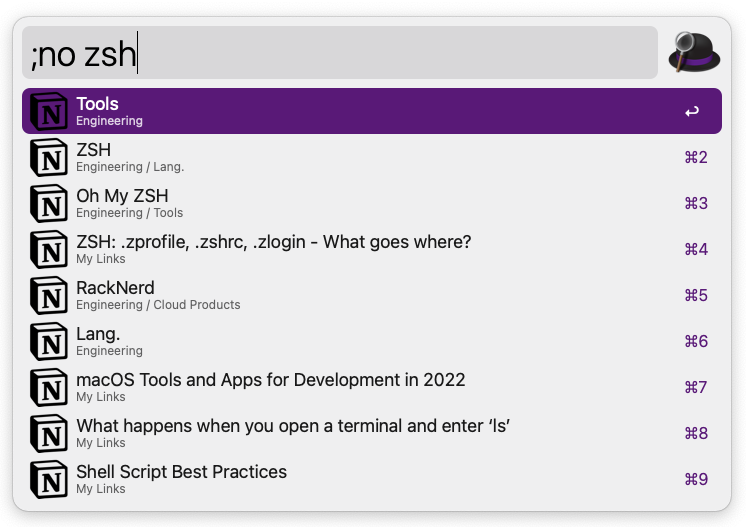 ;no zsh
Tools
Engineering
↩
ZSH
Engineering / Lang.
⌘2
Oh My ZSH
Engineering / Tools
⌘3
ZSH: .zprofile, .zshrc, .zlogin - What goes where?
My Links
⌘4
RackNerd
Engineering / Cloud Products
⌘5
Lang.
Engineering
⌘6
macOS Tools and Apps for Development in 2022
My Links
⌘7
What happens when you open a terminal and enter ‘ls’
My Links
⌘8
Shell Script Best Practices
My Links
⌘9